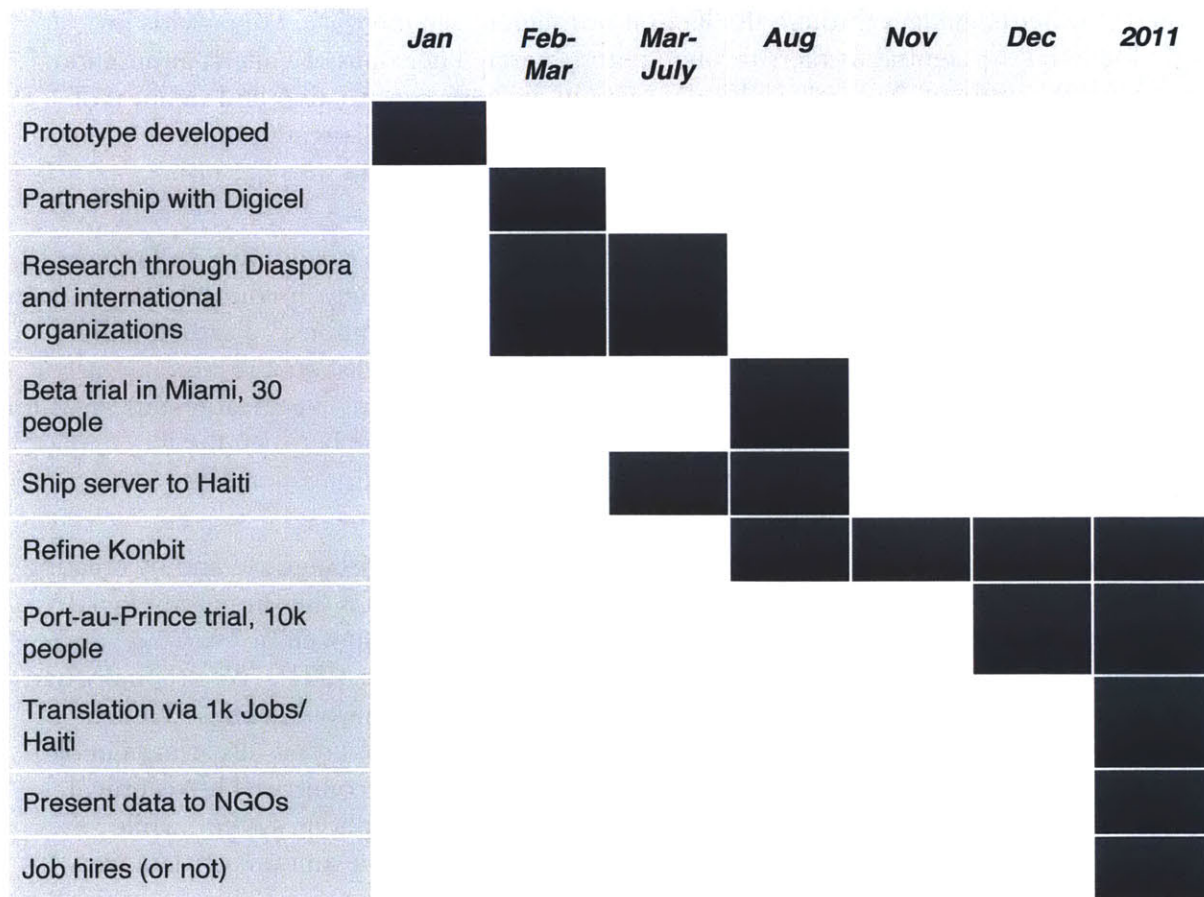 Jan Feb- Mar- Aug Nov Dec 2011
Mar July
Prototype developed
Partnership with Digicel
Research through Diaspora
and international
organizations
Beta trial in Miami, 30
people
Ship server to Haiti
Refine Konbit
Port-au-Prince trial, 10k
people
Translation via 1k Jobs/
Haiti
Present data to NGOs
Job hires (or not)